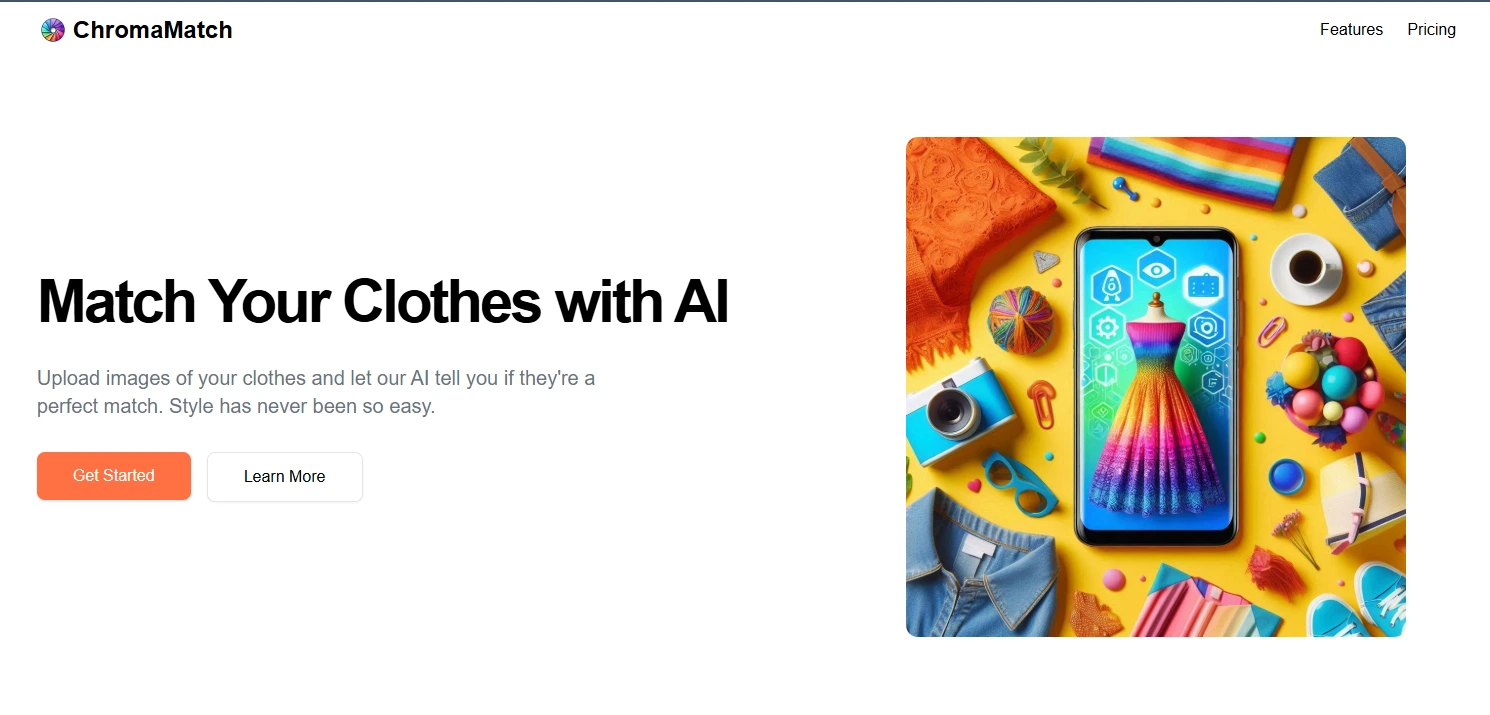 ChromaMatch
Features
Pricing
Match Your Clothes with AI
Upload images of your clothes and let our AI tell you if they're a
perfect match. Style has never been so easy.
Get Started
Learn More